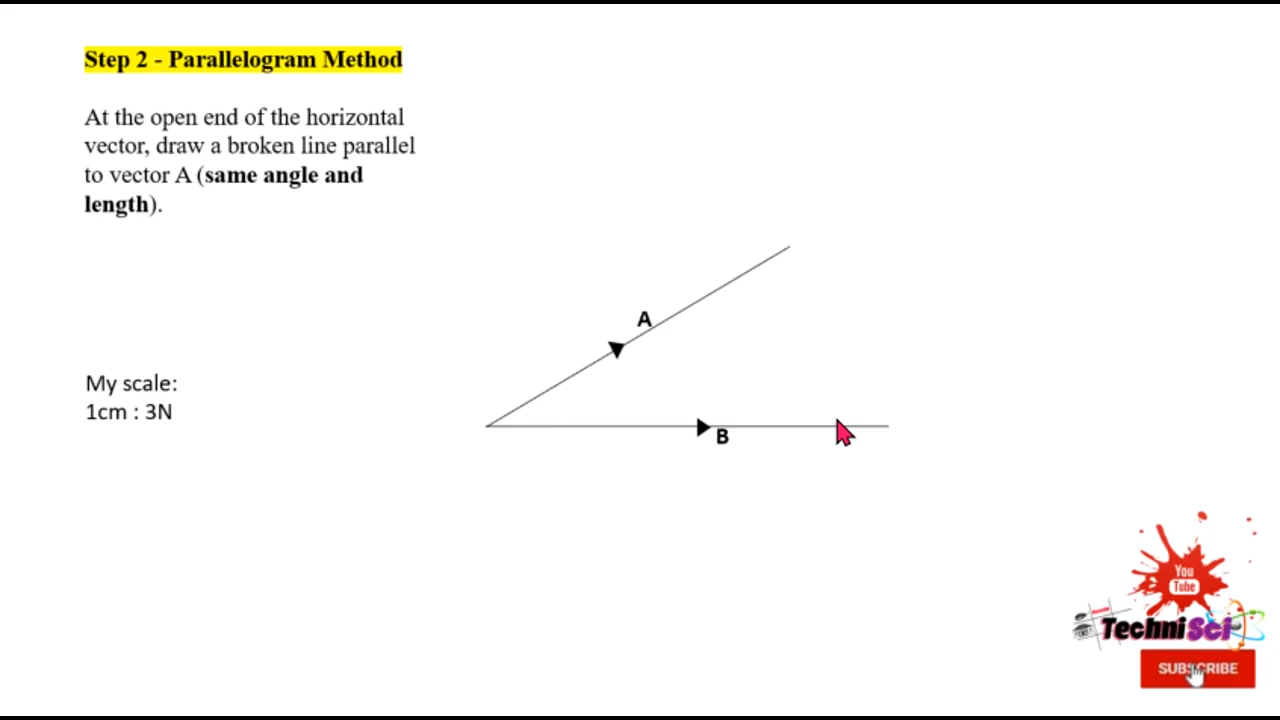 Step 2 - Parallelogram Method
At the open end of the horizontal
vector, draw a broken line parallel
to vector A (same angle and
length).
A
My scale:
1cm : 3N
B
You
Tube
TechniSci
SUBSCRIBE